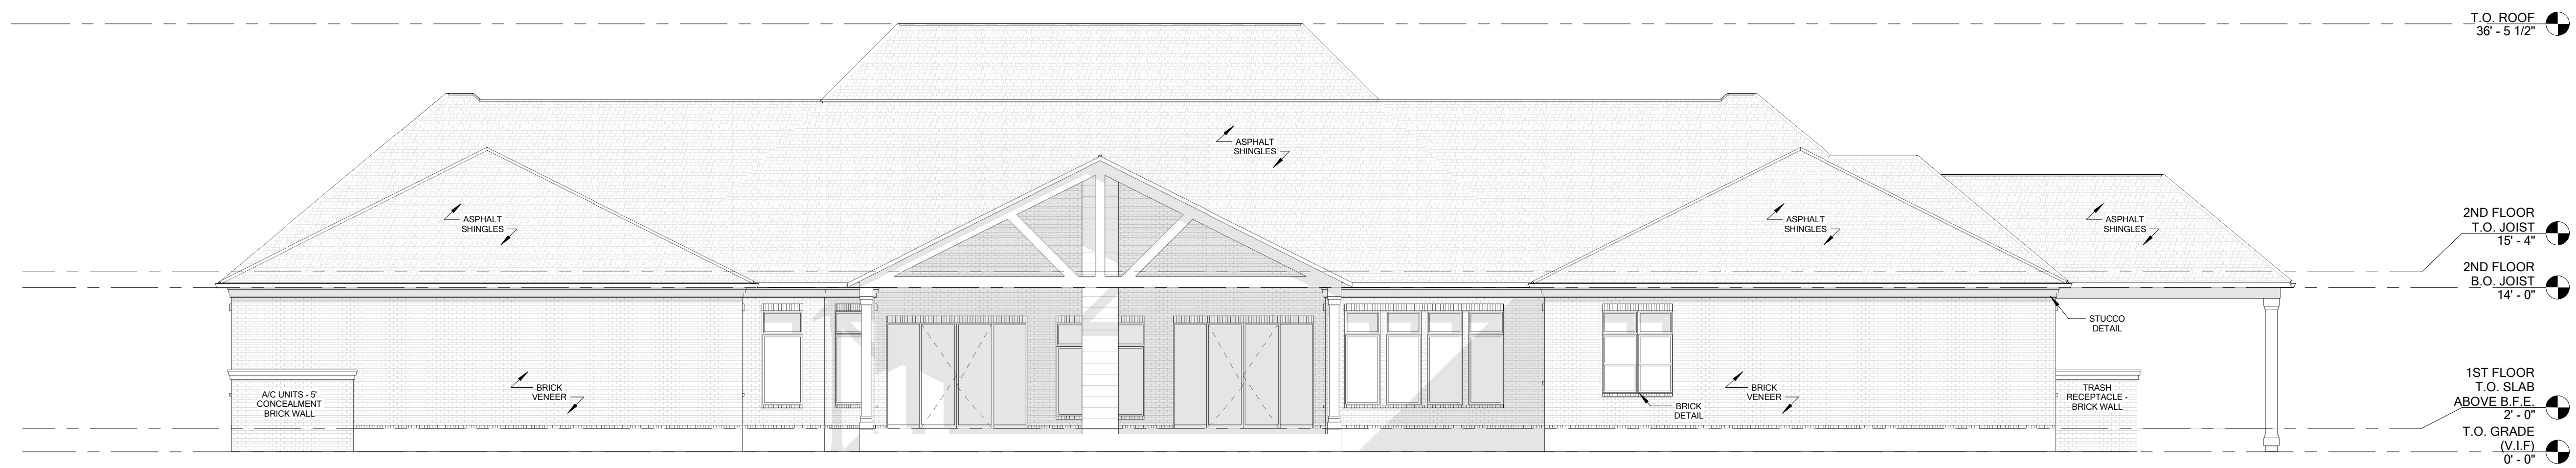 T.O. ROOF
36' - 5 1/2"
ASPHALT
SHINGLES
ASPHALT
SHINGLES
ASPHALT
SHINGLES
ASPHALT
SHINGLES
2ND FLOOR
T.O. JOIST
15' - 4"
2ND FLOOR
B.O. JOIST
14' - 0"
STUCCO
DETAIL
A/C UNITS - 5'
CONCEALMENT
BRICK WALL
BRICK
VENEER
BRICK
DETAIL
BRICK
VENEER
TRASH
RECEPTACLE -
BRICK WALL
1ST FLOOR
T.O. SLAB
ABOVE B.F.E.
2' - 0"
T.O. GRADE
(V.I.F)
0' - 0"